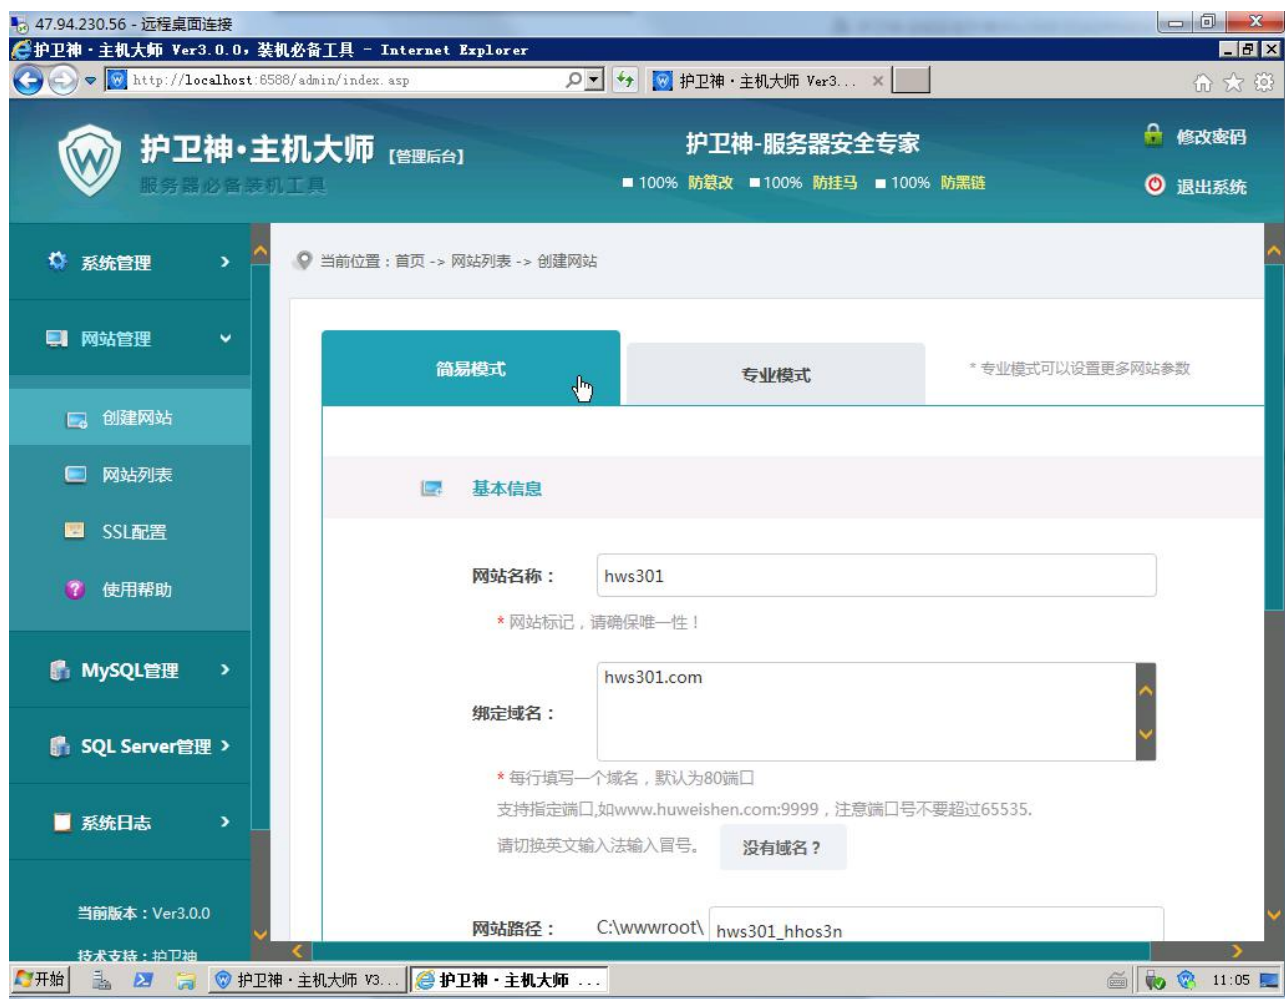 47.94.230.56 - 远程桌面连接
护卫神·主机大师 Ver3.0.0，装机必备工具 - Internet Explorer
http://localhost:6588/admin/index.asp
护卫神·主机大师 Ver3...
护卫神·主机大师 [管理后台]
服务器必备装机工具
护卫神-服务器安全专家
100% 防篡改 100% 防挂马 100% 防黑链
修改密码
退出系统
系统管理
网站管理
创建网站
网站列表
SSL配置
使用帮助
MySQL管理
SQL Server管理
系统日志
当前版本：Ver3.0.0
技术支持：护卫神
当前位置：首页 -> 网站列表 -> 创建网站
简易模式
专业模式
* 专业模式可以设置更多网站参数
基本信息
网站名称： hws301
* 网站标记，请确保唯一性！
绑定域名： hws301.com
* 每行填写一个域名，默认为80端口
支持指定端口,如www.huweishen.com:9999，注意端口号不要超过65535.
请切换英文输入法输入冒号。 没有域名？
网站路径： C:\wwwroot\ hws301_hhos3n
开始
护卫神·主机大师 V3...
护卫神·主机大师 ...
11:05